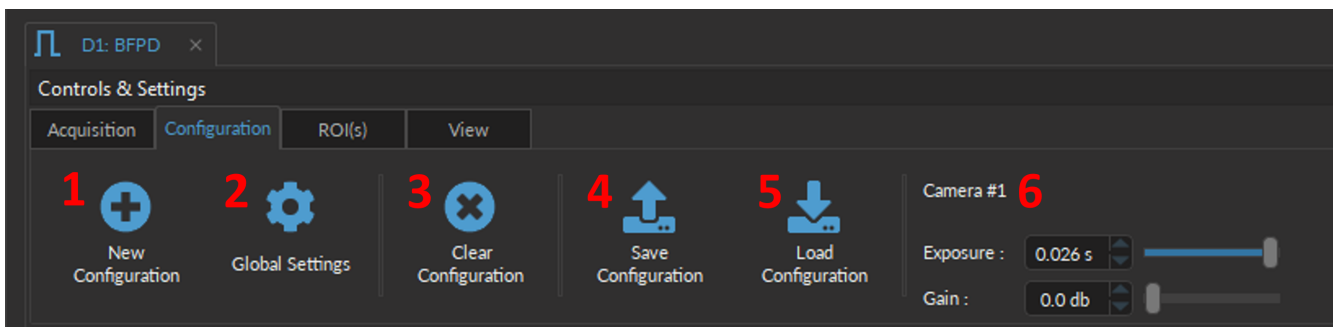 D1: BFPD
Controls & Settings
Acquisition
Configuration
ROI(s)
View
1
New
Configuration
2
Global Settings
3
Clear
Configuration
4
Save
Configuration
5
Load
Configuration
Camera #1
6
Exposure :
0.026 s
Gain :
0.0 db